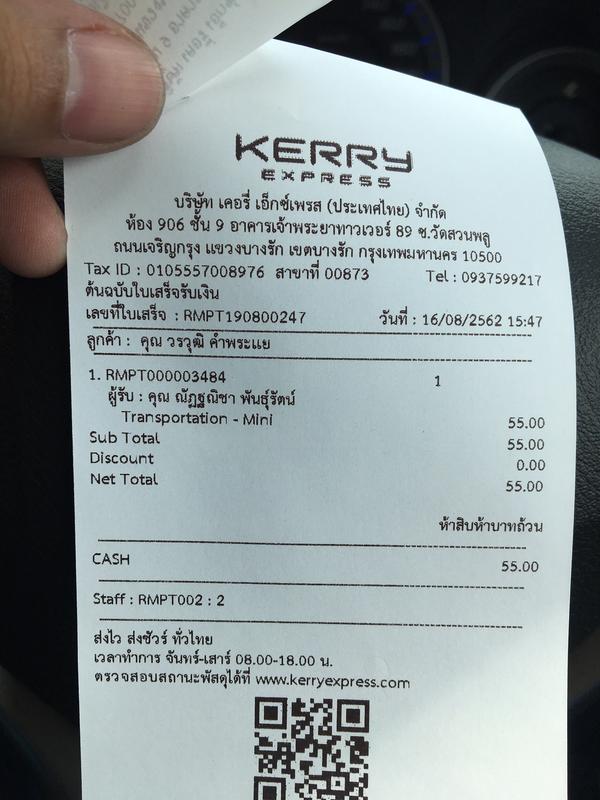 KERRY
EXPRESS
บริษัท เคอรี่ เอ็กซ์เพรส (ประเทศไทย) จำกัด
ห้อง 906 ชั้น 9 อาคารเจ้าพระยาทาวเวอร์ 89 ซ.วัดสวนพลู
ถนนเจริญกรุง แขวงบางรัก เขตบางรัก กรุงเทพมหานคร 10500
Tax ID : 0105557008976 สาขาที่ 00873 Tel : 0937599217
ต้นฉบับใบเสร็จรับเงิน
เลขที่ใบเสร็จ : RMPT190800247 วันที่ : 16/08/2562 15:47
ลูกค้า : คุณ วรวุฒิ คำพระแย
1. RMPT000003484 1
ผู้รับ : คุณ ณัฏฐณิชา พันธุ์รัตน์
Transportation - Mini 55.00
Sub Total 55.00
Discount 0.00
Net Total 55.00
ห้าสิบห้าบาทถ้วน
CASH 55.00
Staff : RMPT002 : 2
ส่งไว ส่งชัวร์ ทั่วไทย
เวลาทำการ จันทร์-เสาร์ 08.00-18.00 น.
ตรวจสอบสถานะพัสดุได้ที่ www.kerryexpress.com